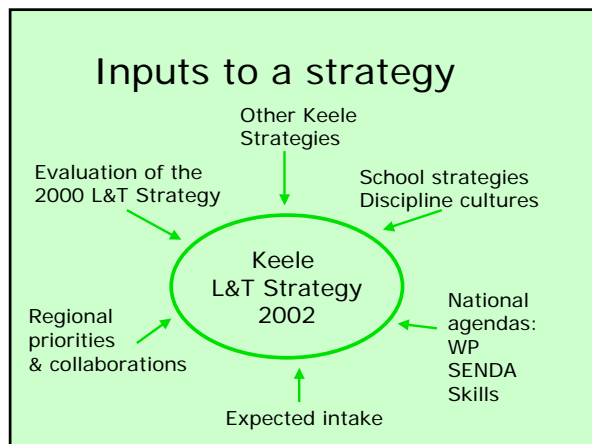 Inputs to a strategy
Other Keele
Strategies
Evaluation of the
2000 L&T Strategy
School strategies
Discipline cultures
Keele
L&T Strategy
2002
Regional
priorities
& collaborations
National
agendas:
WP
SENDA
Skills
Expected intake